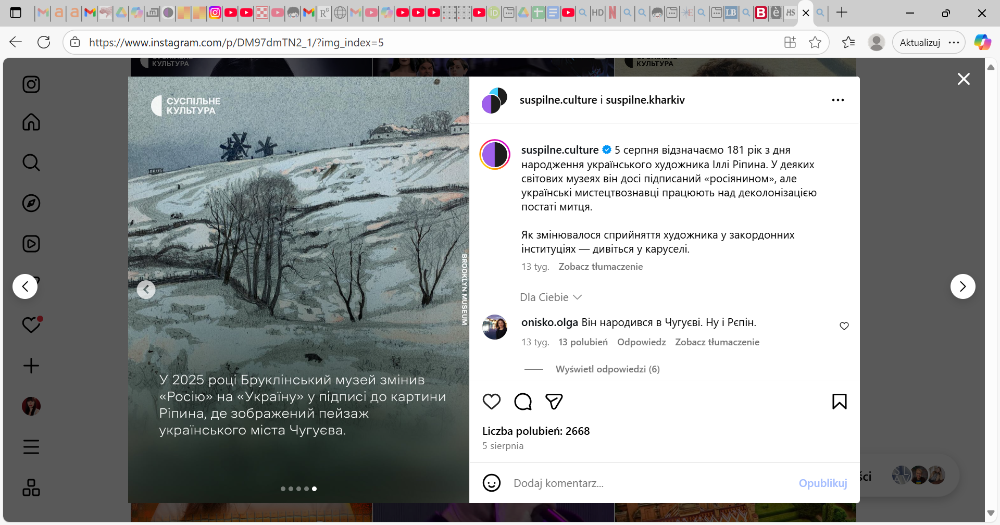 https://www.instagram.com/p/DM97dmTN2_1/?img_index=5
Aktualizuj
КУЛЬТУРА
КУЛЬТУРА
СУСПІЛЬНЕ
КУЛЬТУРА
BROOKLYN MUSEUM
У 2025 році Бруклінський музей змінив
«Росію» на «Україну» у підписі до картини
Ріпина, де зображений пейзаж
українського міста Чугуєва.
suspilne.culture i suspilne.kharkiv
suspilne.culture 5 серпня відзначаємо 181 рік з дня
народження українського художника Іллі Ріпина. У деяких
світових музеях він досі підписаний «росіянином», але
українські мистецтвознавці працюють над деколонізацією
постаті митця.
Як змінювалося сприйняття художника у закордонних
інституціях — дивіться у каруселі.
13 tyg. Zobacz tłumaczenie
Dla Ciebie
onisko.olga Він народився в Чугуєві. Ну і Рєпін.
13 tyg. 13 polubień Odpowiedz Zobacz tłumaczenie
Wyświetl odpowiedzi (6)
Liczba polubień: 2668
5 sierpnia
Dodaj komentarz...
Opublikuj